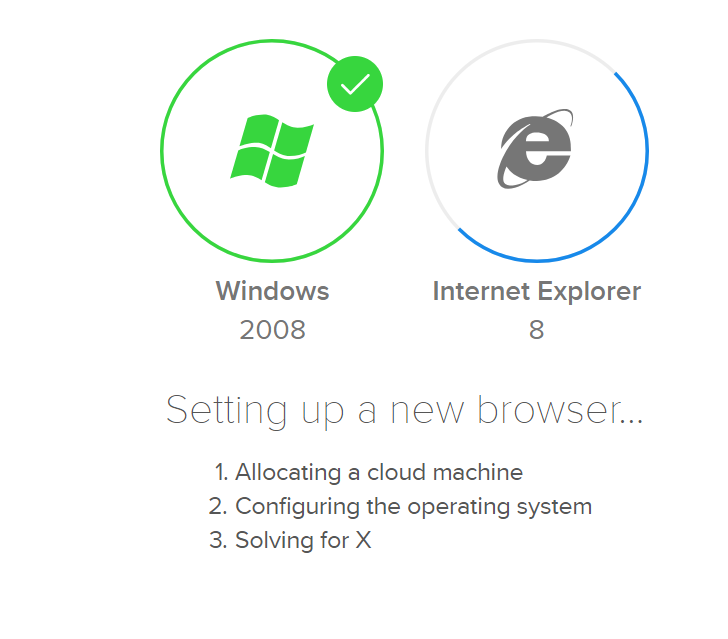 Windows
2008
Internet Explorer
8
Setting up a new browser...
1. Allocating a cloud machine
2. Configuring the operating system
3. Solving for X